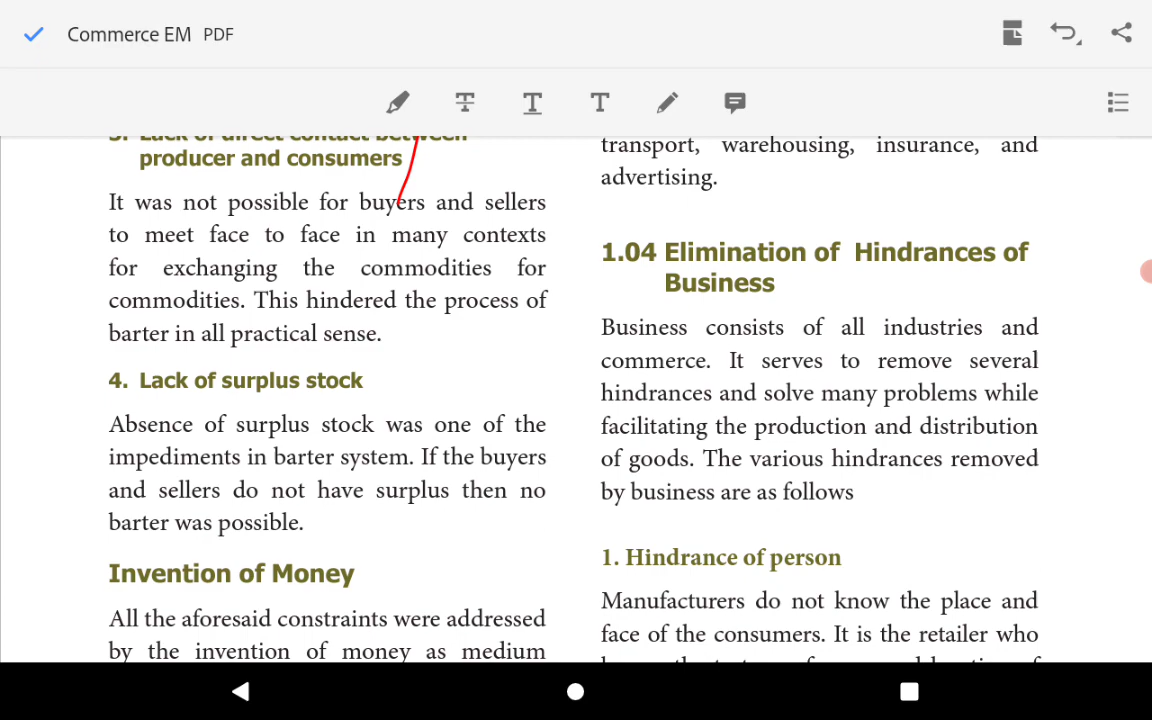 Commerce EM PDF
3. Lack of direct contact between
producer and consumers
It was not possible for buyers and sellers
to meet face to face in many contexts
for exchanging the commodities for
commodities. This hindered the process of
barter in all practical sense.
4. Lack of surplus stock
Absence of surplus stock was one of the
impediments in barter system. If the buyers
and sellers do not have surplus then no
barter was possible.
Invention of Money
All the aforesaid constraints were addressed
by the invention of money as medium
transport, warehousing, insurance, and
advertising.
1.04 Elimination of Hindrances of
Business
Business consists of all industries and
commerce. It serves to remove several
hindrances and solve many problems while
facilitating the production and distribution
of goods. The various hindrances removed
by business are as follows
1. Hindrance of person
Manufacturers do not know the place and
face of the consumers. It is the retailer who